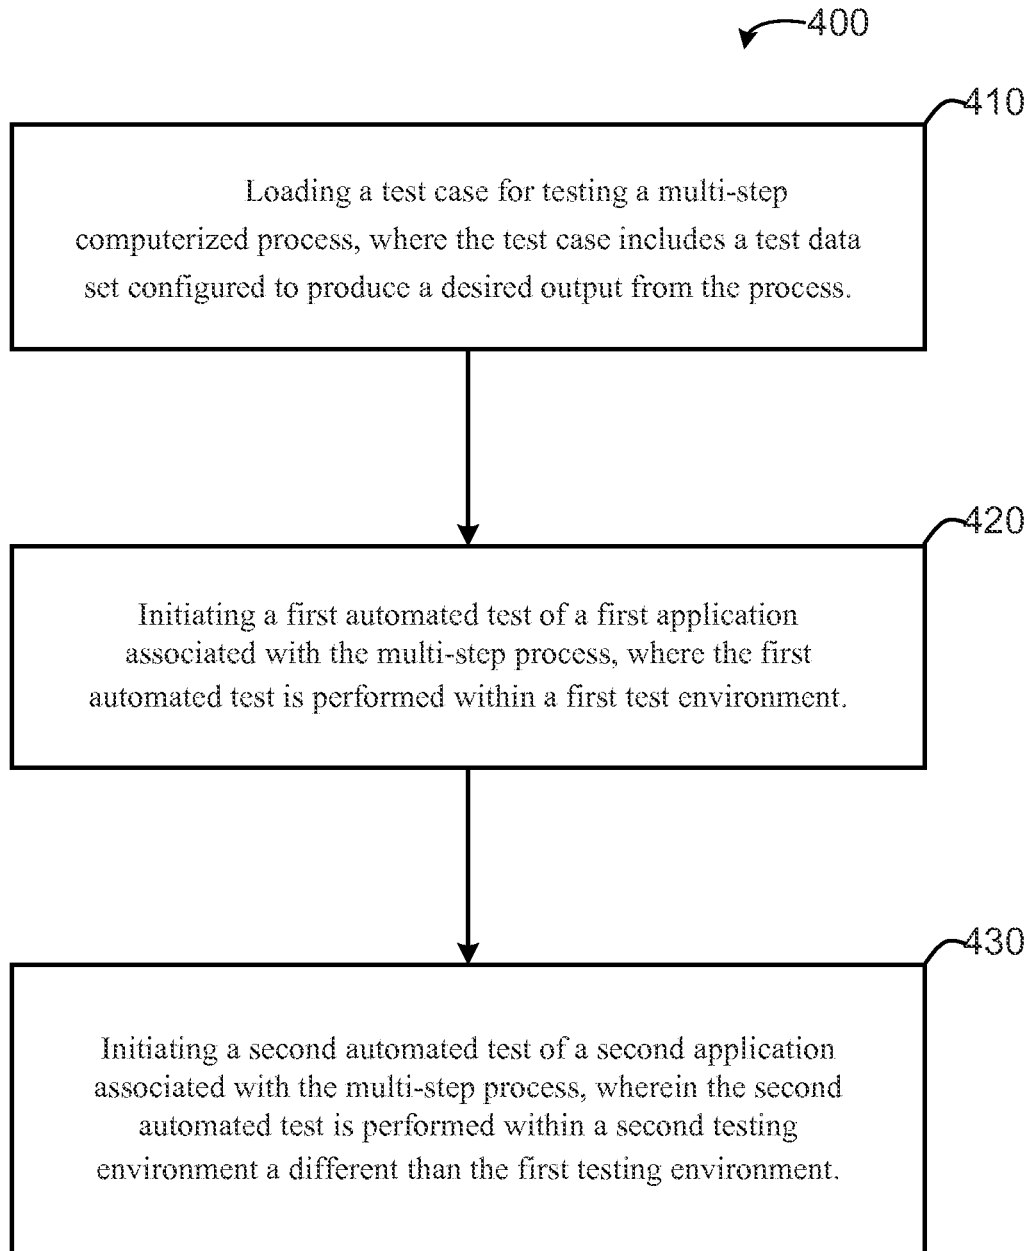 400
410
Loading a test case for testing a multi-step
computerized process, where the test case includes a test data
set configured to produce a desired output from the process.
420
Initiating a first automated test of a first application
associated with the multi-step process, where the first
automated test is performed within a first test environment.
430
Initiating a second automated test of a second application
associated with the multi-step process, wherein the second
automated test is performed within a second testing
environment a different than the first testing environment.